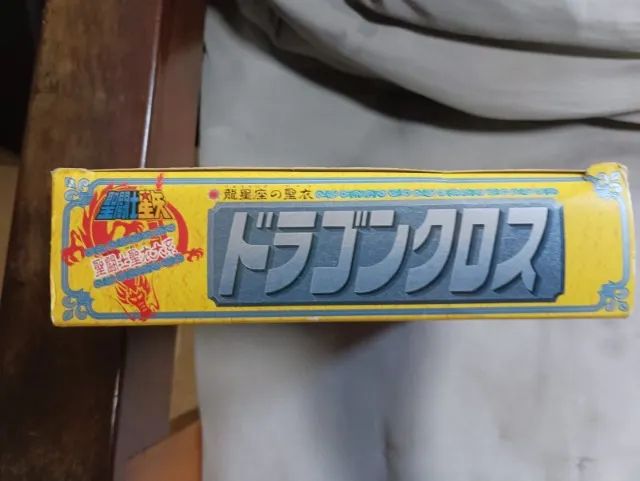 聖闘士星矢
聖闘士聖衣大系
龍星座の聖衣
ドラゴンクロス